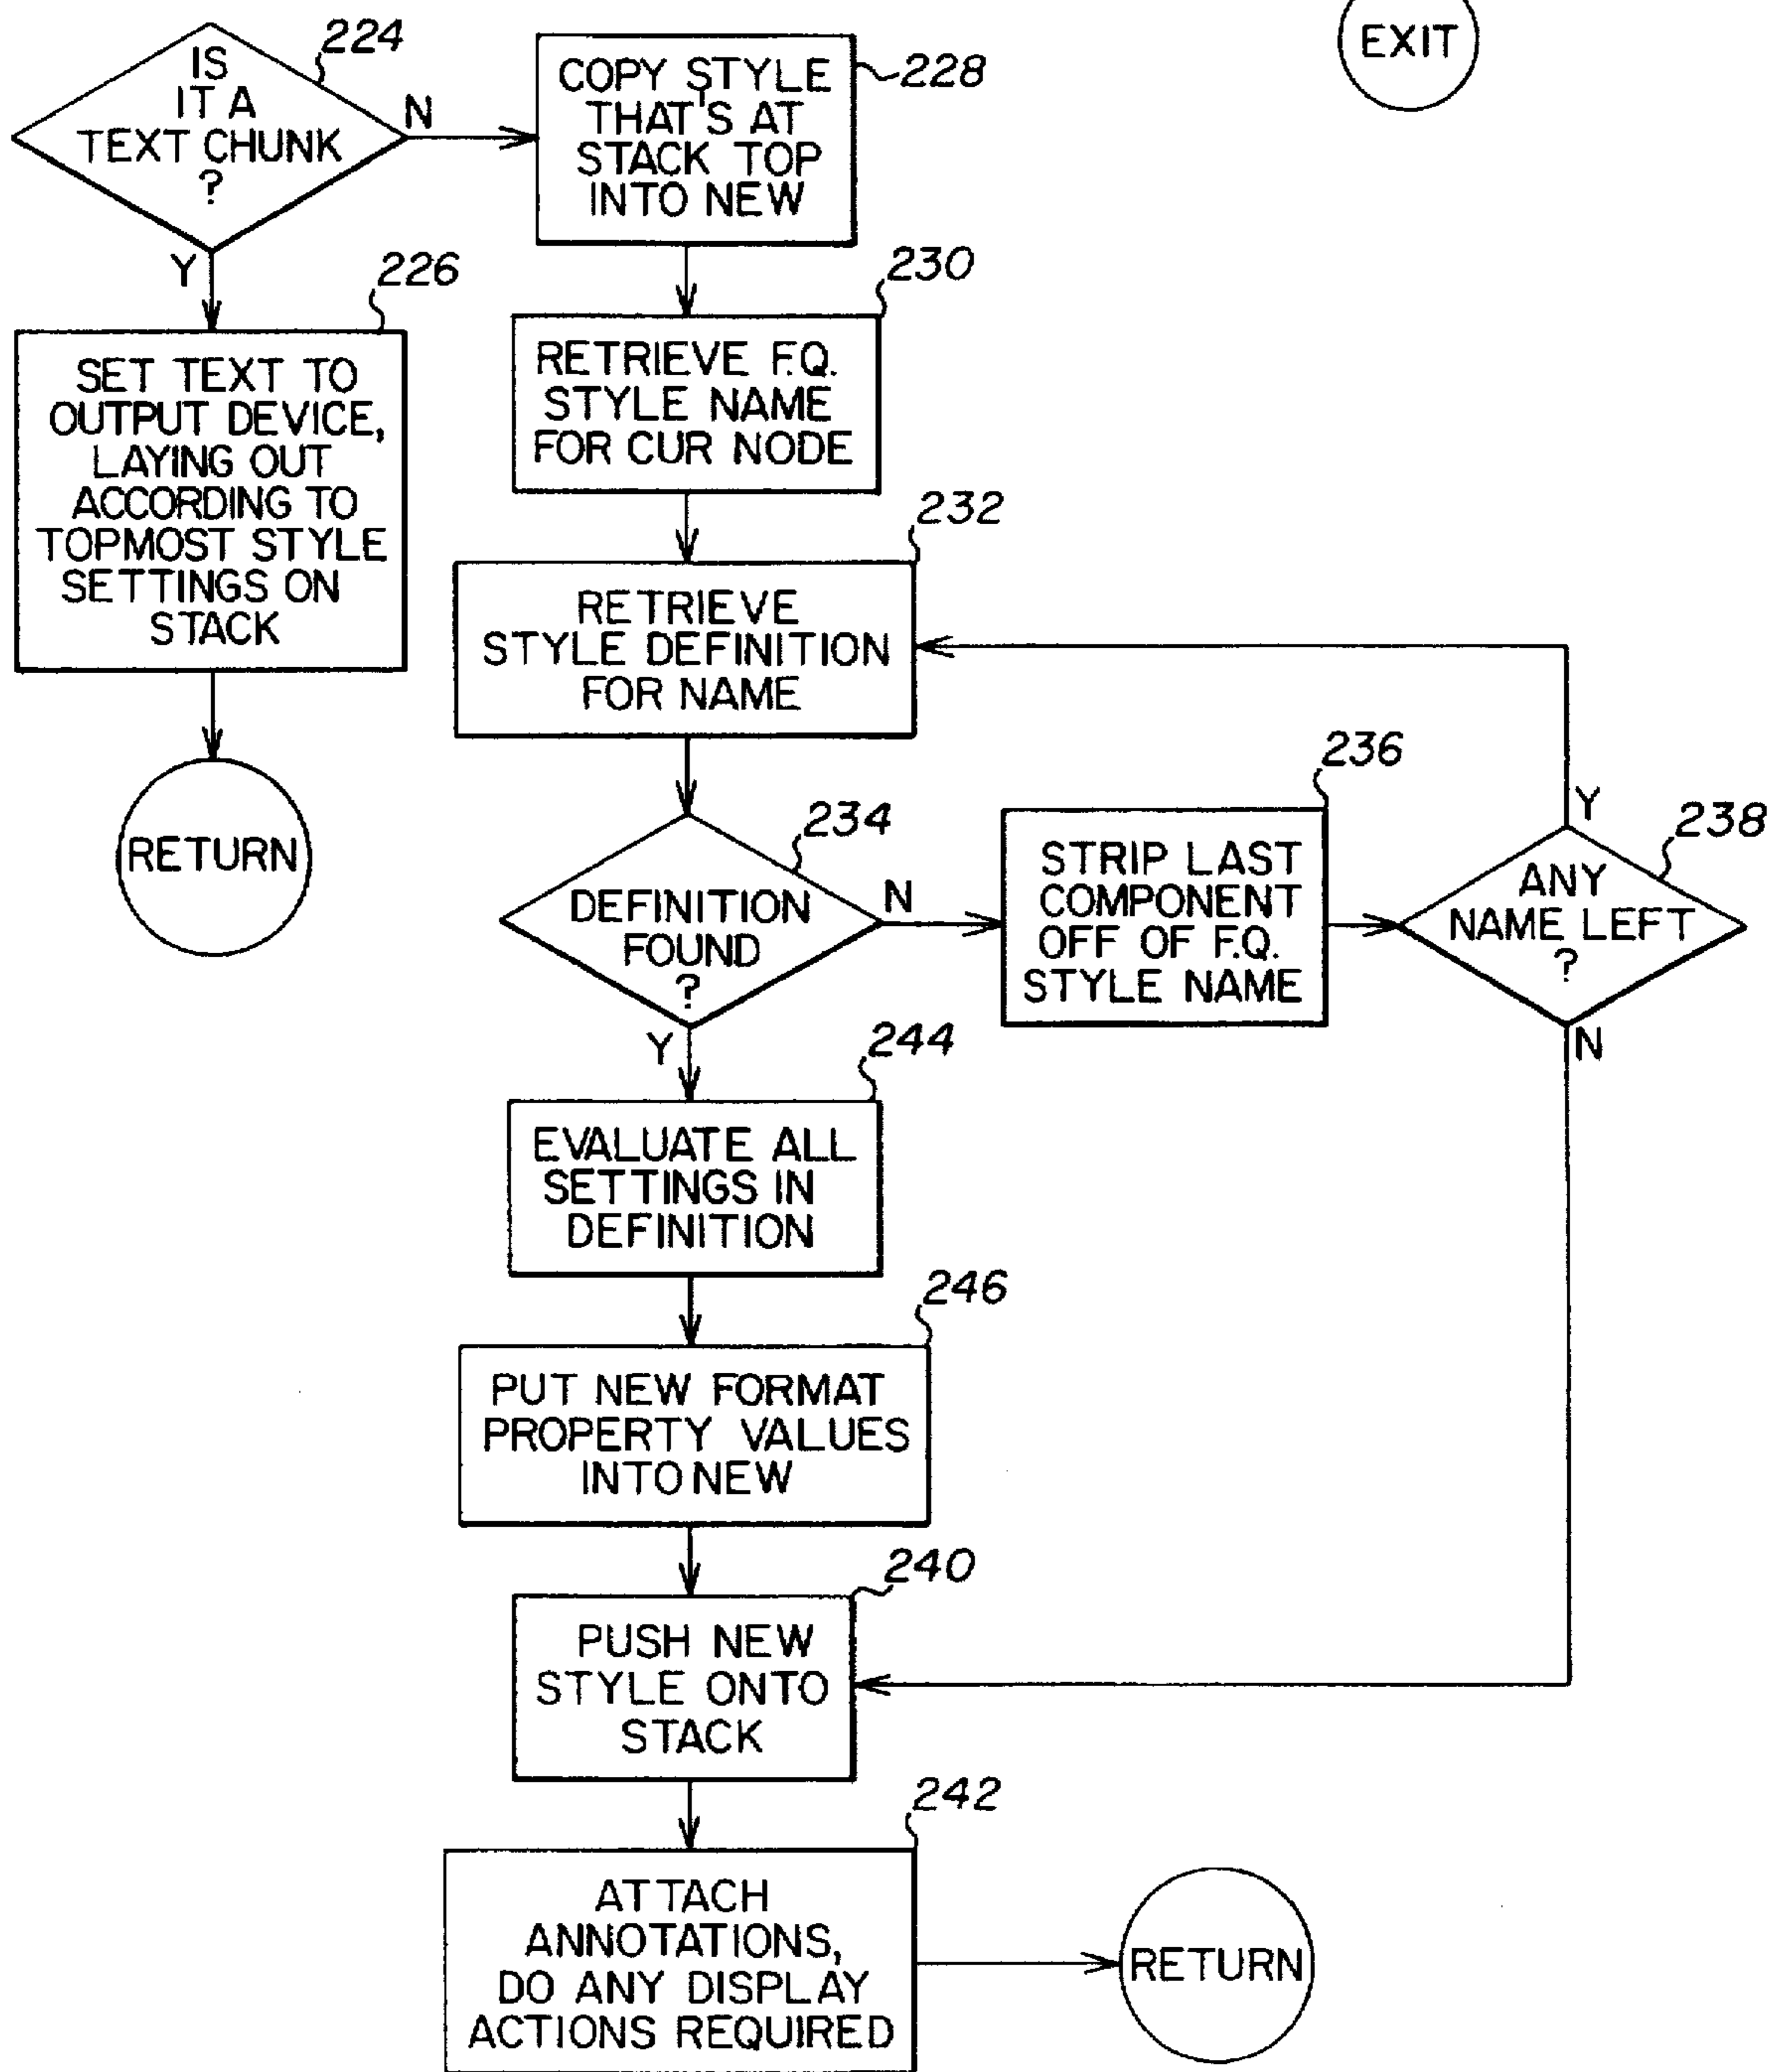 EXIT
224
IS
IT A
TEXT CHUNK
?
N
Y
228
COPY STYLE
THAT'S AT
STACK TOP
INTO NEW
226
SET TEXT TO
OUTPUT DEVICE,
LAYING OUT
ACCORDING TO
TOPMOST STYLE
SETTINGS ON
STACK
RETURN
230
RETRIEVE F.Q.
STYLE NAME
FOR CUR NODE
232
RETRIEVE
STYLE DEFINITION
FOR NAME
234
DEFINITION
FOUND
?
N
Y
236
STRIP LAST
COMPONENT
OFF OF F.Q.
STYLE NAME
238
ANY
NAME LEFT
?
Y
N
244
EVALUATE ALL
SETTINGS IN
DEFINITION
246
PUT NEW FORMAT
PROPERTY VALUES
INTO NEW
240
PUSH NEW
STYLE ONTO
STACK
242
ATTACH
ANNOTATIONS,
DO ANY DISPLAY
ACTIONS REQUIRED
RETURN